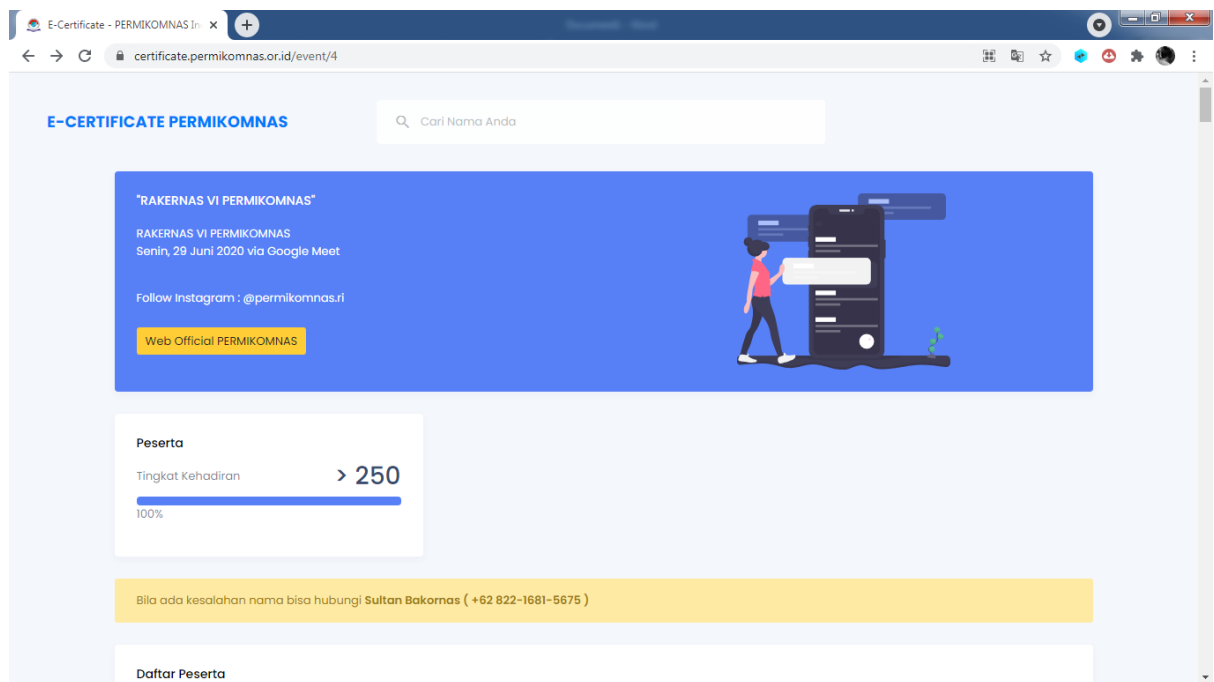 E-Certificate - PERMIKOMNAS In
certificate.permikomnas.or.id/event/4
E-CERTIFICATE PERMIKOMNAS
Cari Nama Anda
"RAKERNAS VI PERMIKOMNAS"
RAKERNAS VI PERMIKOMNAS
Senin, 29 Juni 2020 via Google Meet
Follow Instagram : @permikomnas.ri
Web Official PERMIKOMNAS
Peserta
Tingkat Kehadiran > 250
100%
Bila ada kesalahan nama bisa hubungi Sultan Bakornas ( +62 822-1681-5675 )
Daftar Peserta